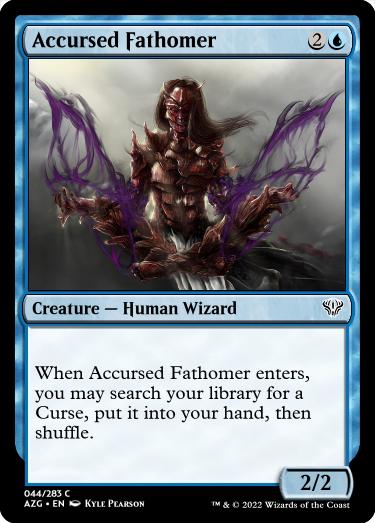 Accursed Fathomer 2
Creature — Human Wizard
When Accursed Fathomer enters,
you may search your library for a
Curse, put it into your hand, then
shuffle.
2/2
044/283 C
AZG • EN Kyle Pearson
™ & © 2022 Wizards of the Coast